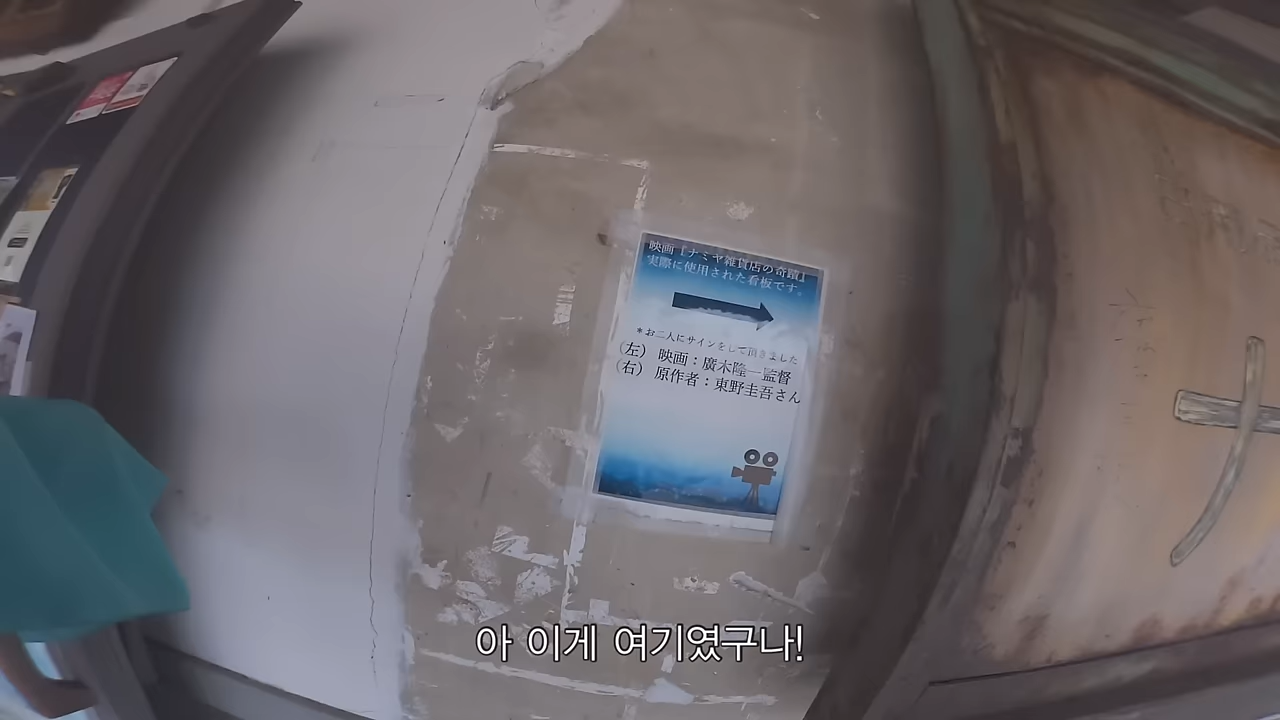 映画『ナミヤ雑貨店の奇蹟』
実際に使用された看板です。
*お二人にサインをして頂きました
(左) 映画：廣木隆一監督
(右) 原作者：東野圭吾さん
ナ
아 이게 여기였구나!